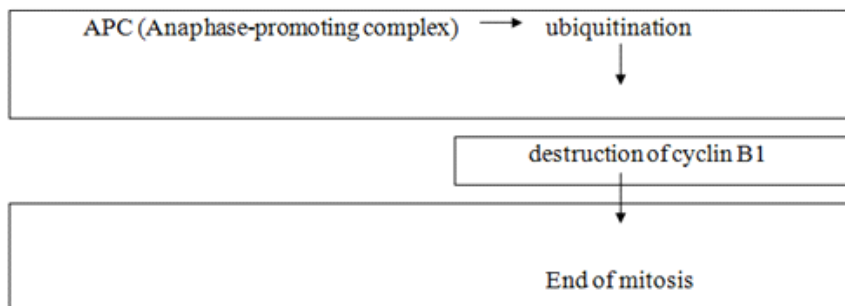 APC (Anaphase-promoting complex) ubiquitination
destruction of cyclin B1
End of mitosis